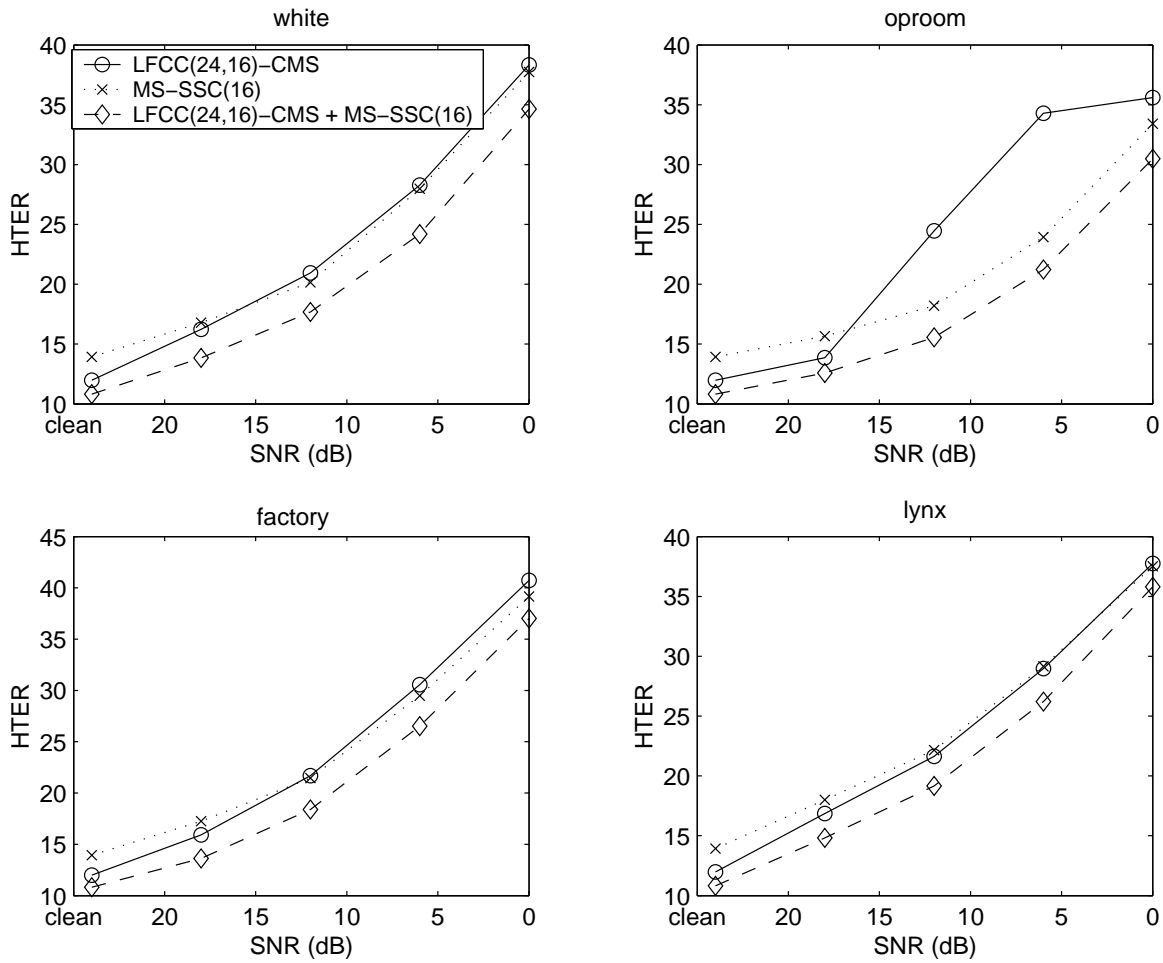 white
40
35
30
25
20
15
10
HTER
clean 20 15 10 5 0
SNR (dB)
LFCC(24,16)−CMS
MS−SSC(16)
LFCC(24,16)−CMS + MS−SSC(16)
oproom
40
35
30
25
20
15
10
HTER
clean 20 15 10 5 0
SNR (dB)
factory
45
40
35
30
25
20
15
10
HTER
clean 20 15 10 5 0
SNR (dB)
lynx
40
35
30
25
20
15
10
HTER
clean 20 15 10 5 0
SNR (dB)